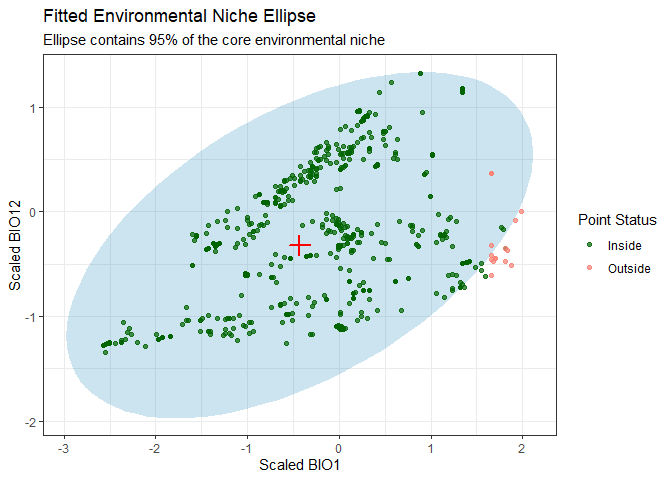 Fitted Environmental Niche Ellipse
Ellipse contains 95% of the core environmental niche
Scaled BIO12
1
0
-1
-2
-3
-2
-1
0
1
2
Scaled BIO1
Point Status
Inside
Outside